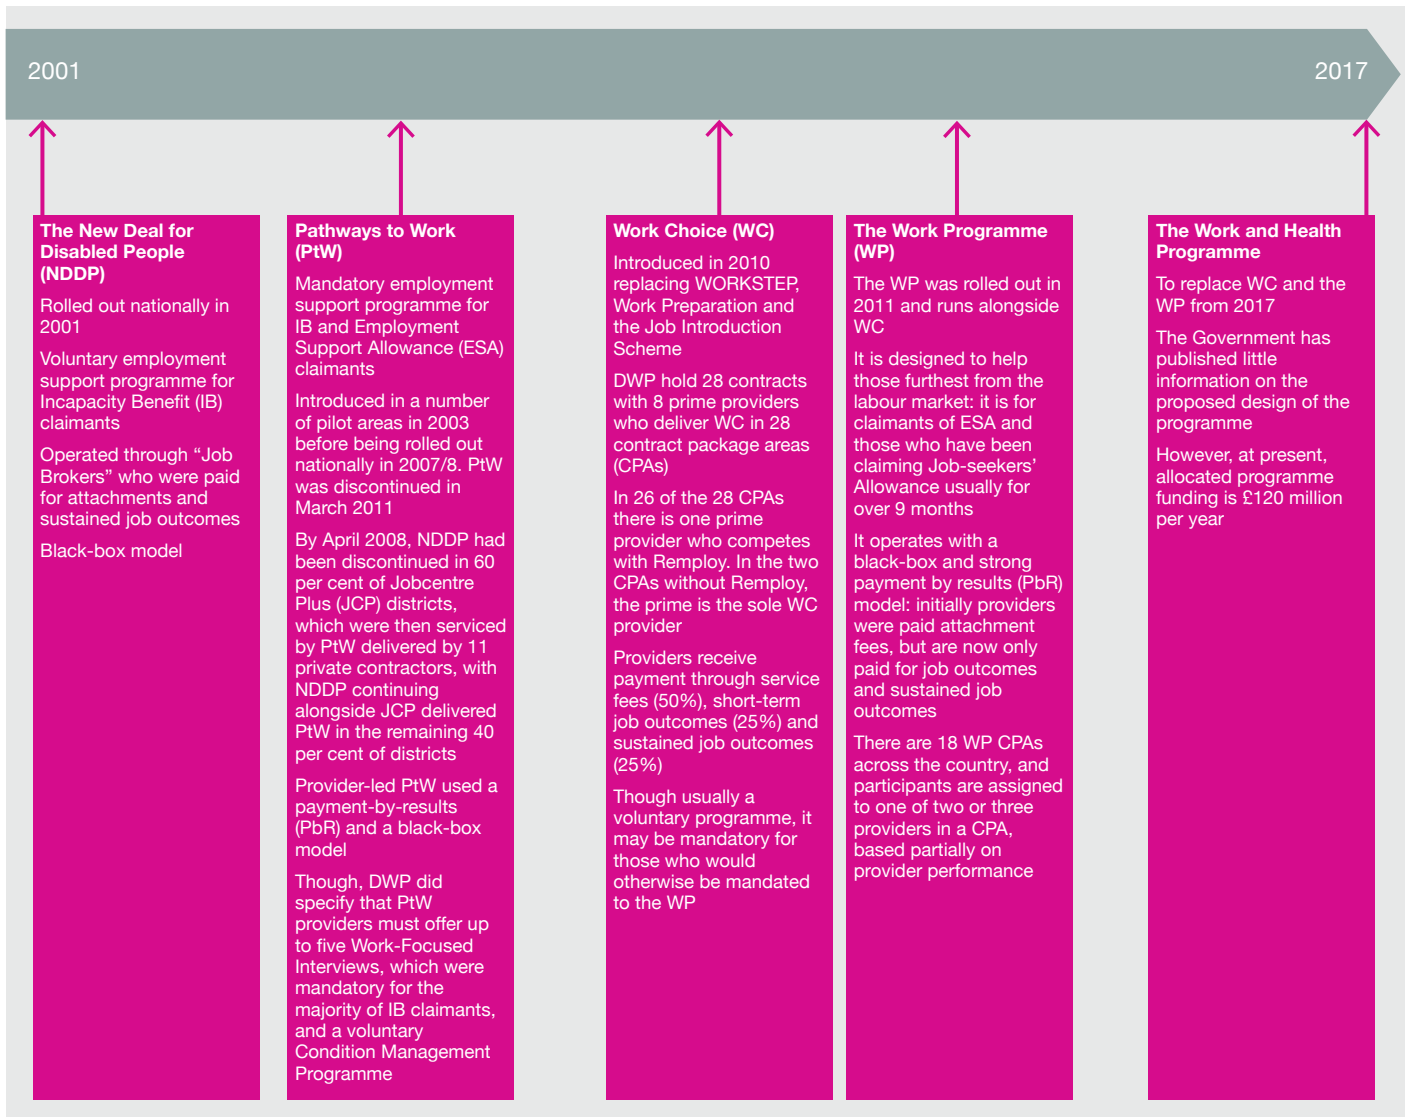 2001
2017
The New Deal for
Disabled People
(NDDP)
Rolled out nationally in
2001
Voluntary employment
support programme for
Incapacity Benefit (IB)
claimants
Operated through “Job
Brokers” who were paid
for attachments and
sustained job outcomes
Black-box model
Pathways to Work
(PtW)
Mandatory employment
support programme for
IB and Employment
Support Allowance (ESA)
claimants
Introduced in a number
of pilot areas in 2003
before being rolled out
nationally in 2007/8. PtW
was discontinued in
March 2011
By April 2008, NDDP had
been discontinued in 60
per cent of Jobcentre
Plus (JCP) districts,
which were then serviced
by PtW delivered by 11
private contractors, with
NDDP continuing
alongside JCP delivered
PtW in the remaining 40
per cent of districts
Provider-led PtW used a
payment-by-results
(PbR) and a black-box
model
Though, DWP did
specify that PtW
providers must offer up
to five Work-Focused
Interviews, which were
mandatory for the
majority of IB claimants,
and a voluntary
Condition Management
Programme
Work Choice (WC)
Introduced in 2010
replacing WORKSTEP,
Work Preparation and
the Job Introduction
Scheme
DWP hold 28 contracts
with 8 prime providers
who deliver WC in 28
contract package areas
(CPAs)
In 26 of the 28 CPAs
there is one prime
provider who competes
with Remploy. In the two
CPAs without Remploy,
the prime is the sole WC
provider
Providers receive
payment through service
fees (50%), short-term
job outcomes (25%) and
sustained job outcomes
(25%)
Though usually a
voluntary programme, it
may be mandatory for
those who would
otherwise be mandated
to the WP
The Work Programme
(WP)
The WP was rolled out in
2011 and runs alongside
WC
It is designed to help
those furthest from the
labour market: it is for
claimants of ESA and
those who have been
claiming Job-seekers’
Allowance usually for
over 9 months
It operates with a
black-box and strong
payment by results (PbR)
model: initially providers
were paid attachment
fees, but are now only
paid for job outcomes
and sustained job
outcomes
There are 18 WP CPAs
across the country, and
participants are assigned
to one of two or three
providers in a CPA,
based partially on
provider performance
The Work and Health
Programme
To replace WC and the
WP from 2017
The Government has
published little
information on the
proposed design of the
programme
However, at present,
allocated programme
funding is £120 million
per year